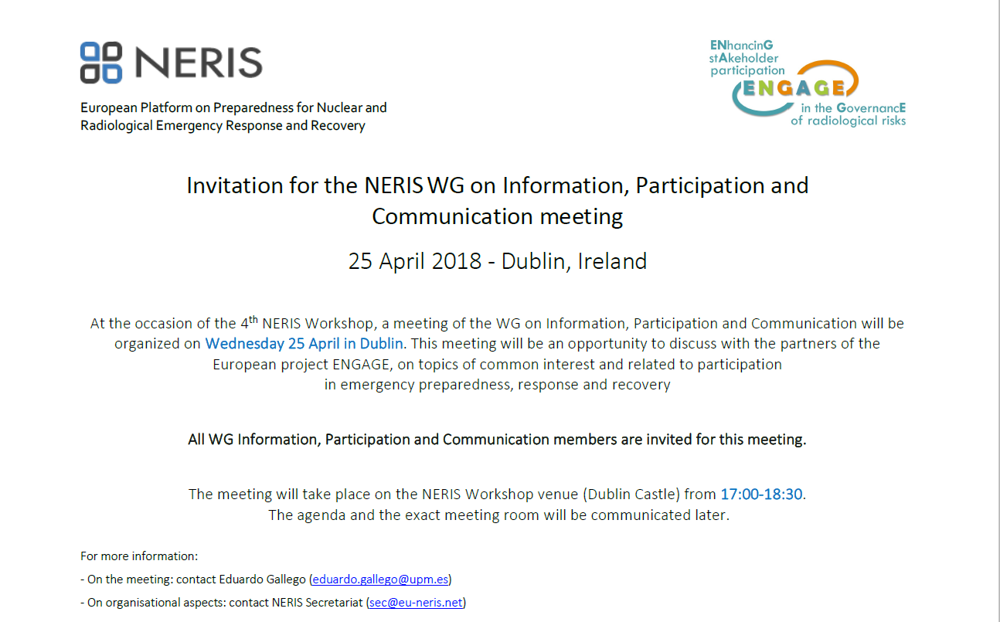 NERIS
European Platform on Preparedness for Nuclear and
Radiological Emergency Response and Recovery
ENhancinG
stAkeholder
participation
ENGAGE
in the GovernancE
of radiological risks
Invitation for the NERIS WG on Information, Participation and
Communication meeting
25 April 2018 - Dublin, Ireland
At the occasion of the 4th NERIS Workshop, a meeting of the WG on Information, Participation and Communication will be
organized on Wednesday 25 April in Dublin. This meeting will be an opportunity to discuss with the partners of the
European project ENGAGE, on topics of common interest and related to participation
in emergency preparedness, response and recovery
All WG Information, Participation and Communication members are invited for this meeting.
The meeting will take place on the NERIS Workshop venue (Dublin Castle) from 17:00-18:30.
The agenda and the exact meeting room will be communicated later.
For more information:
- On the meeting: contact Eduardo Gallego (eduardo.gallego@upm.es)
- On organisational aspects: contact NERIS Secretariat (sec@eu-neris.net)